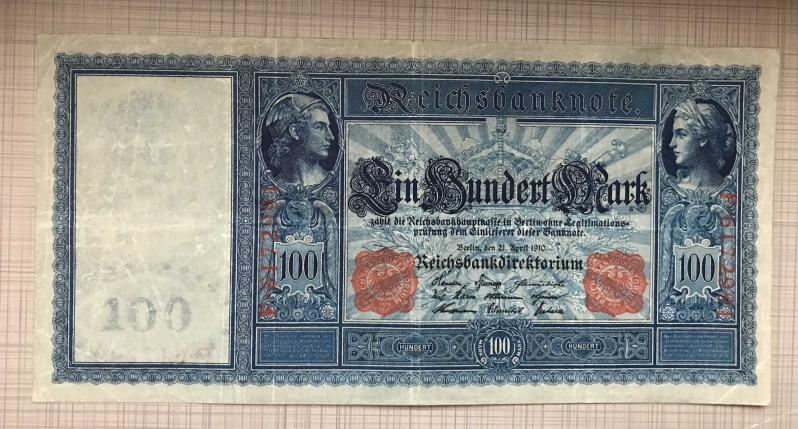 Reichsbanknote.
Ein Hundert Mark
zahlt die Reichsbankhauptkasse in Berlin ohne Legitimations-
prüfung dem Einlieferer dieser Banknote.
Berlin, den 21. April 1910.
Reichsbankdirektorium
100
100
100
HUNDERT
100
HUNDERT